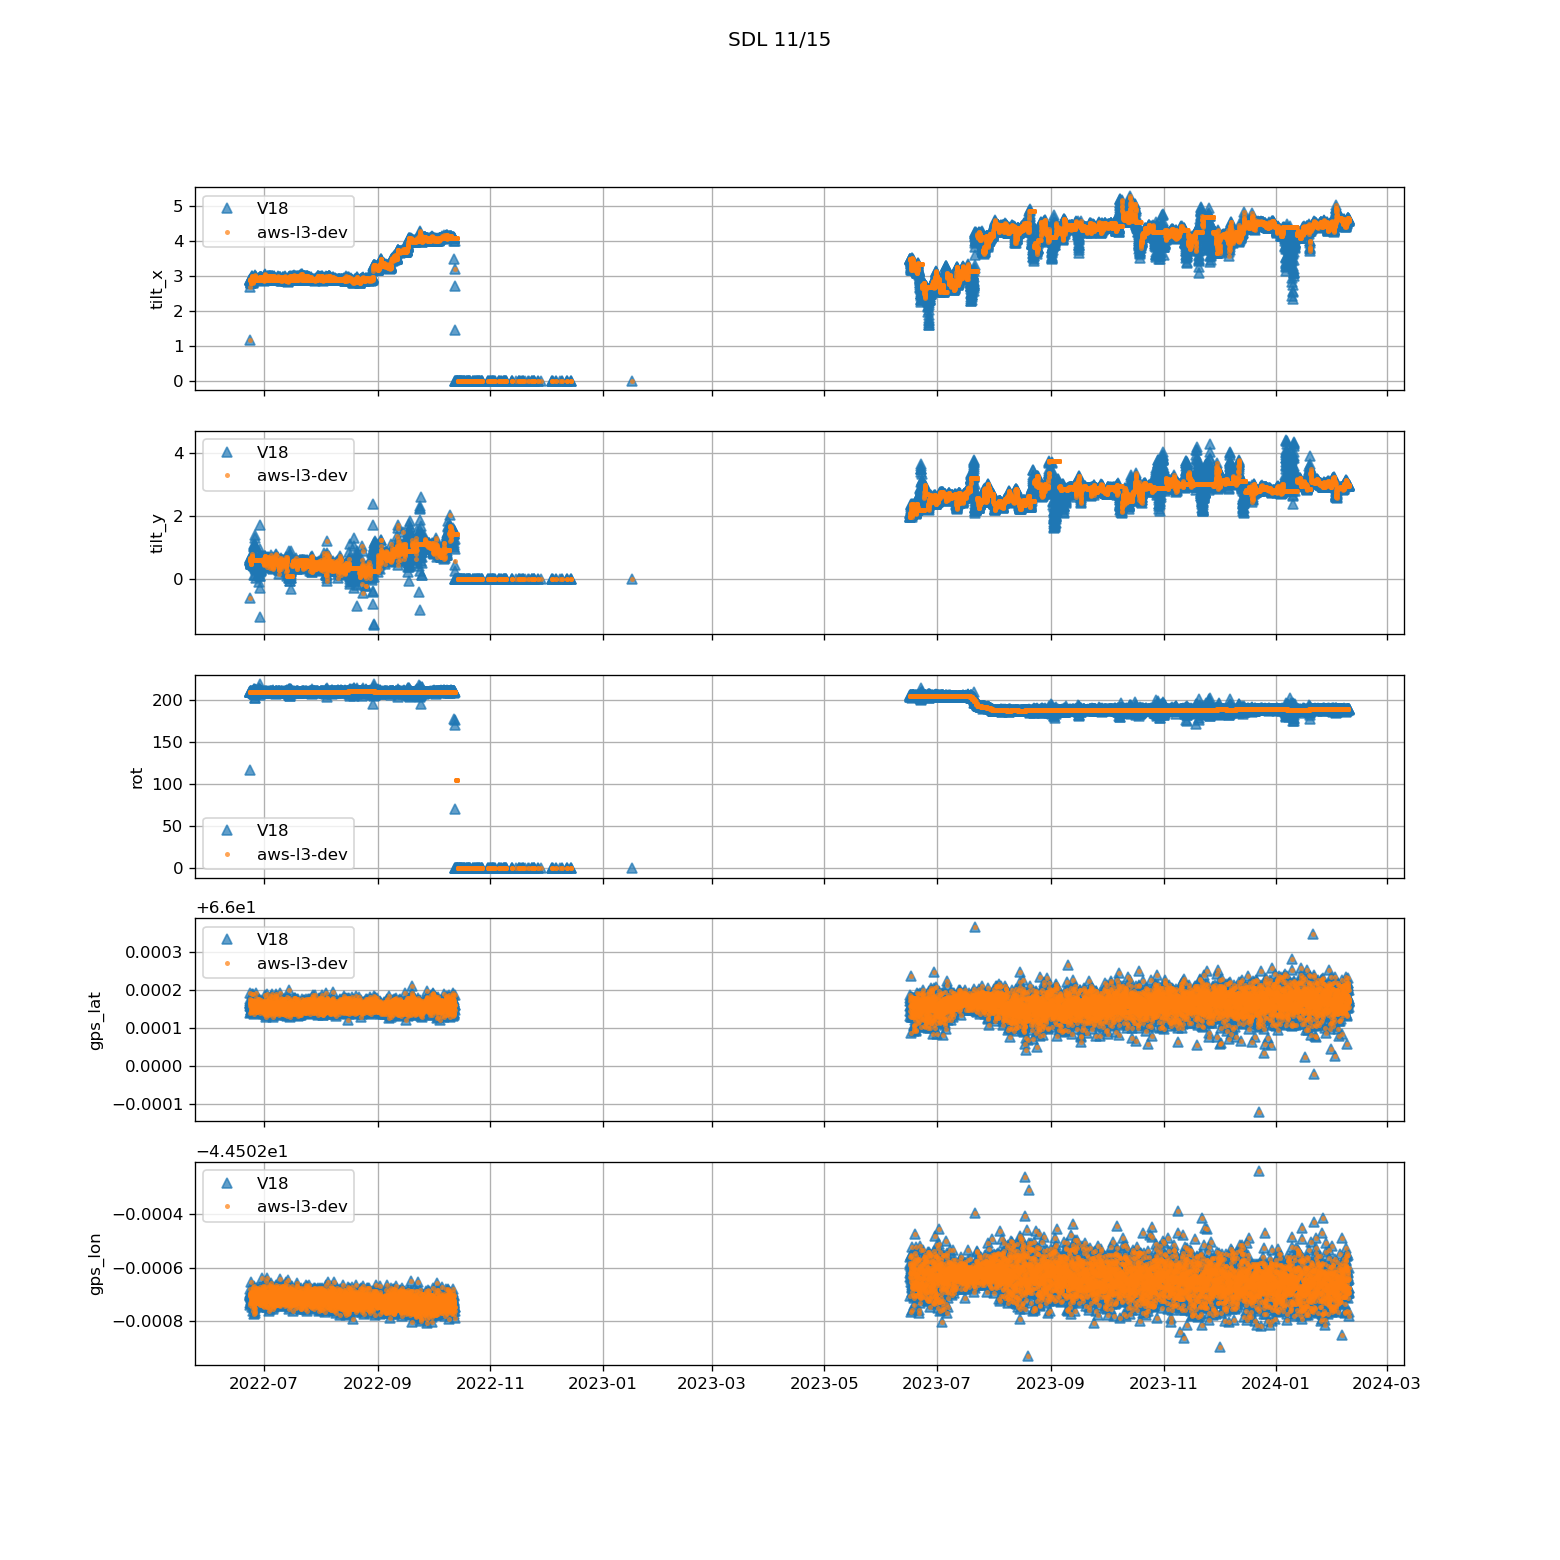 SDL 11/15
5
4
3
2
1
0
tilt_x
V18
aws-l3-dev
4
2
0
tilt_y
V18
aws-l3-dev
200
150
100
50
0
rot
V18
aws-l3-dev
+6.6e1
0.0003
0.0002
0.0001
0.0000
−0.0001
gps_lat
V18
aws-l3-dev
−4.4502e1
−0.0004
−0.0006
−0.0008
gps_lon
V18
aws-l3-dev
2022-07 2022-09 2022-11 2023-01 2023-03 2023-05 2023-07 2023-09 2023-11 2024-01 2024-03